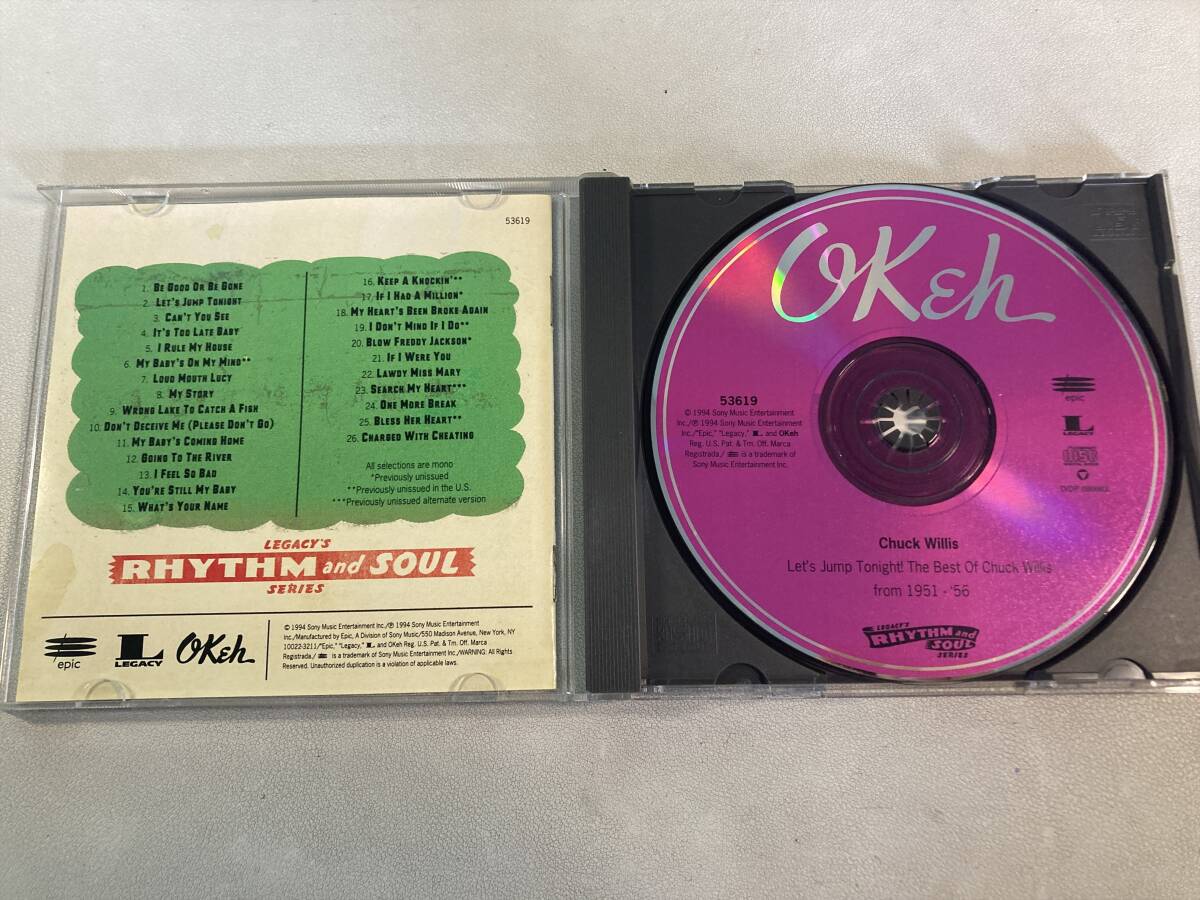 53619
1. BE GOOD OR BE GONE
2. LET'S JUMP TONIGHT
3. CAN'T YOU SEE
4. IT'S TOO LATE BABY
5. I RULE MY HOUSE
6. MY BABY'S ON MY MIND**
7. LOUD MOUTH LUCY
8. MY STORY
9. WRONG LAKE TO CATCH A FISH
10. DON'T DECEIVE ME (PLEASE DON'T GO)
11. MY BABY'S COMING HOME
12. GOING TO THE RIVER
13. I FEEL SO BAD
14. YOU'RE STILL MY BABY
15. WHAT'S YOUR NAME
16. KEEP A KNOCKIN'**
17. IF I HAD A MILLION*
18. MY HEART'S BEEN BROKE AGAIN
19. I DON'T MIND IF I DO**
20. BLOW FREDDY JACKSON*
21. IF I WERE YOU
22. LAWDY MISS MARY
23. SEARCH MY HEART***
24. ONE MORE BREAK
25. BLESS HER HEART**
26. CHARGED WITH CHEATING
All selections are mono
*Previously unissued
**Previously unissued in the U.S.
***Previously unissued alternate version
LEGACY'S
RHYTHM and SOUL
SERIES
epic
L
LEGACY
OKeh
© 1994 Sony Music Entertainment Inc./℗ 1994 Sony Music Entertainment
Inc./Manufactured by Epic, A Division of Sony Music/550 Madison Avenue, New York, NY
10022-3211/"Epic," "Legacy," L and OKeh Reg. U.S. Pat. & Tm. Off. Marca
Registrada./ is a trademark of Sony Music Entertainment Inc./WARNING: All Rights
Reserved. Unauthorized duplication is a violation of applicable laws.
OKeh
53619
© 1994 Sony Music Entertainment
Inc./℗ 1994 Sony Music Entertainment
Inc./"Epic," "Legacy," L and OKeh
Reg. U.S. Pat. & Tm. Off. Marca
Registrada./ is a trademark of
Sony Music Entertainment Inc.
epic
L
LEGACY
COMPACT
disc
DIGITAL AUDIO
Chuck Willis
Let's Jump Tonight! The Best Of Chuck Willis
from 1951 - '56
LEGACY'S
RHYTHM and
SOUL
SERIES